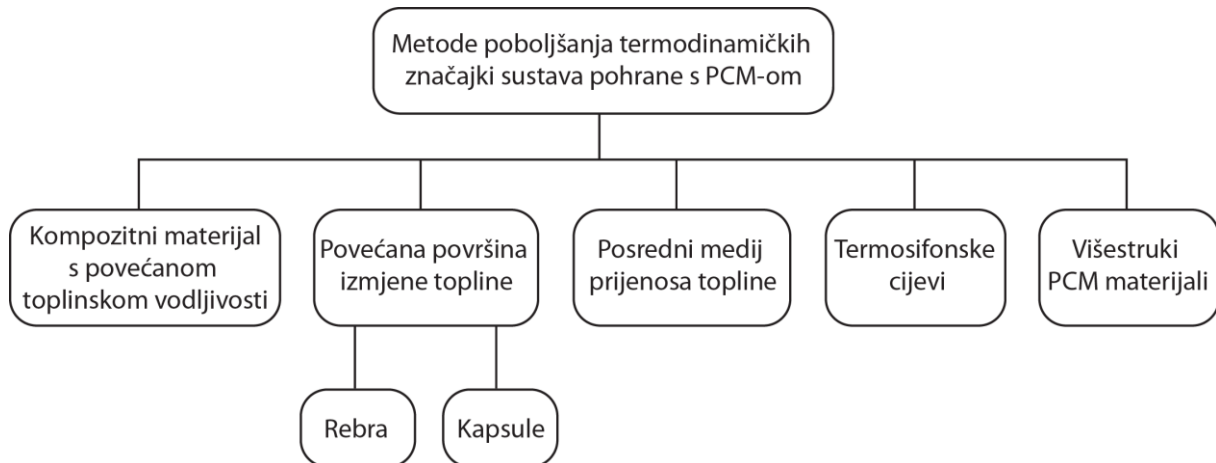 Metode poboljšanja termodinamičkih
značajki sustava pohrane s PCM-om
Kompozitni materijal
s povećanom
toplinskom vodljivosti
Povećana površina
izmjene topline
Posredni medij
prijenosa topline
Termosifonske
cijevi
Višestruki
PCM materijali
Rebra
Kapsule